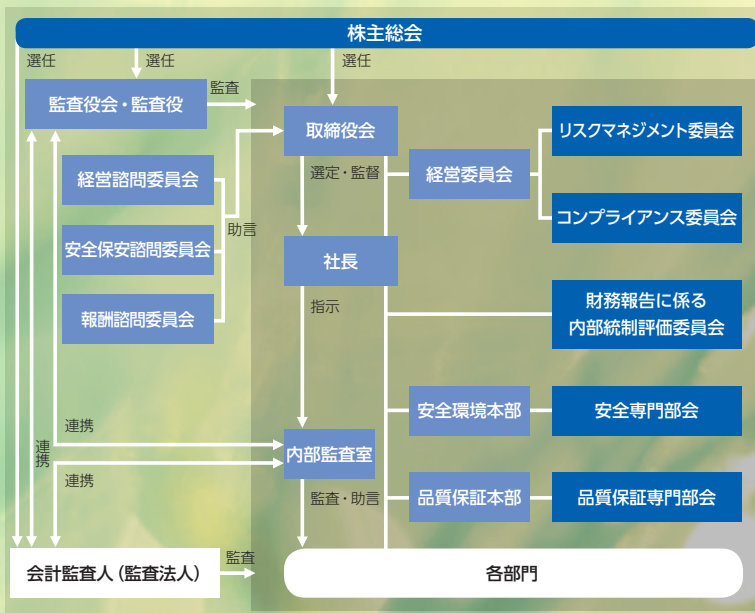 株主総会
選任
選任
選任
監査役会・監査役
監査
取締役会
リスクマネジメント委員会
経営諮問委員会
選定・監督
経営委員会
助言
コンプライアンス委員会
安全保安諮問委員会
社長
報酬諮問委員会
指示
財務報告に係る
内部統制評価委員会
安全環境本部
安全専門部会
連携
連携
内部監査室
連携
監査・助言
品質保証本部
品質保証専門部会
会計監査人（監査法人）
監査
各部門